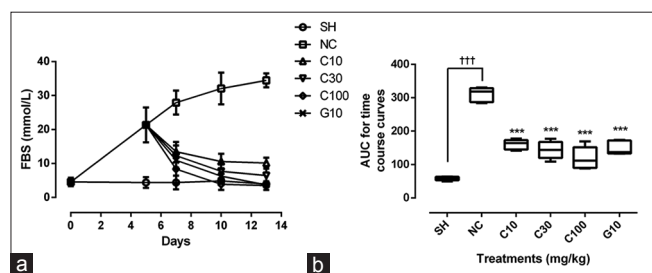 SH
NC
C10
C30
C100
G10
FBS (mmol/L)
40
30
20
10
0
0 2 4 6 8 10 12 14
Days
a
AUC for time
course curves
400
300
200
100
0
†††
***
***
***
***
SH NC C10 C30 C100 G10
Treatments (mg/kg)
b